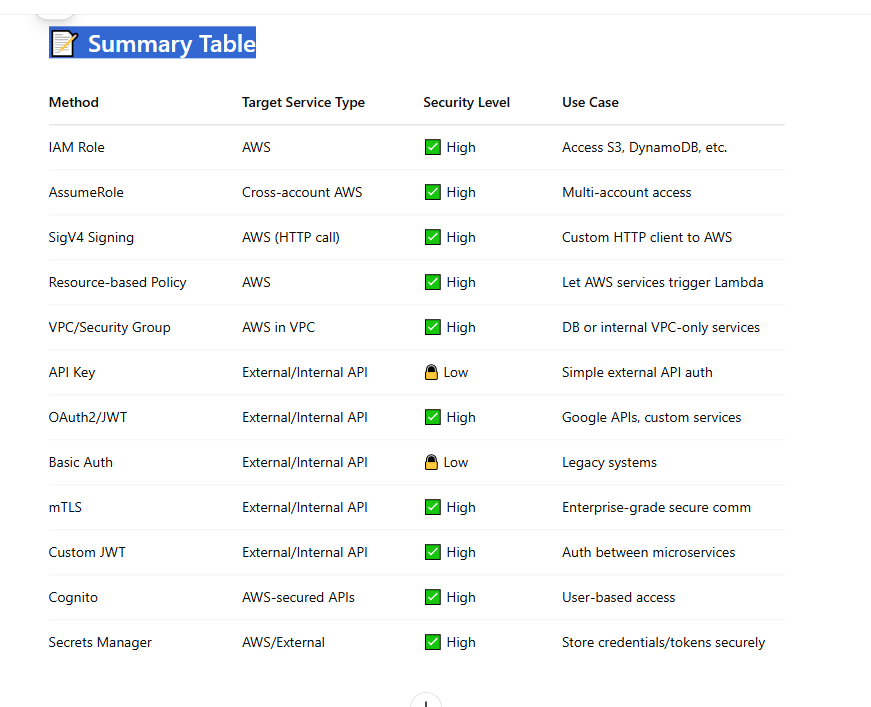 📝 Summary Table
Method Target Service Type Security Level Use Case
IAM Role AWS ✅ High Access S3, DynamoDB, etc.
AssumeRole Cross-account AWS ✅ High Multi-account access
SigV4 Signing AWS (HTTP call) ✅ High Custom HTTP client to AWS
Resource-based Policy AWS ✅ High Let AWS services trigger Lambda
VPC/Security Group AWS in VPC ✅ High DB or internal VPC-only services
API Key External/Internal API 🔒 Low Simple external API auth
OAuth2/JWT External/Internal API ✅ High Google APIs, custom services
Basic Auth External/Internal API 🔒 Low Legacy systems
mTLS External/Internal API ✅ High Enterprise-grade secure comm
Custom JWT External/Internal API ✅ High Auth between microservices
Cognito AWS-secured APIs ✅ High User-based access
Secrets Manager AWS/External ✅ High Store credentials/tokens securely